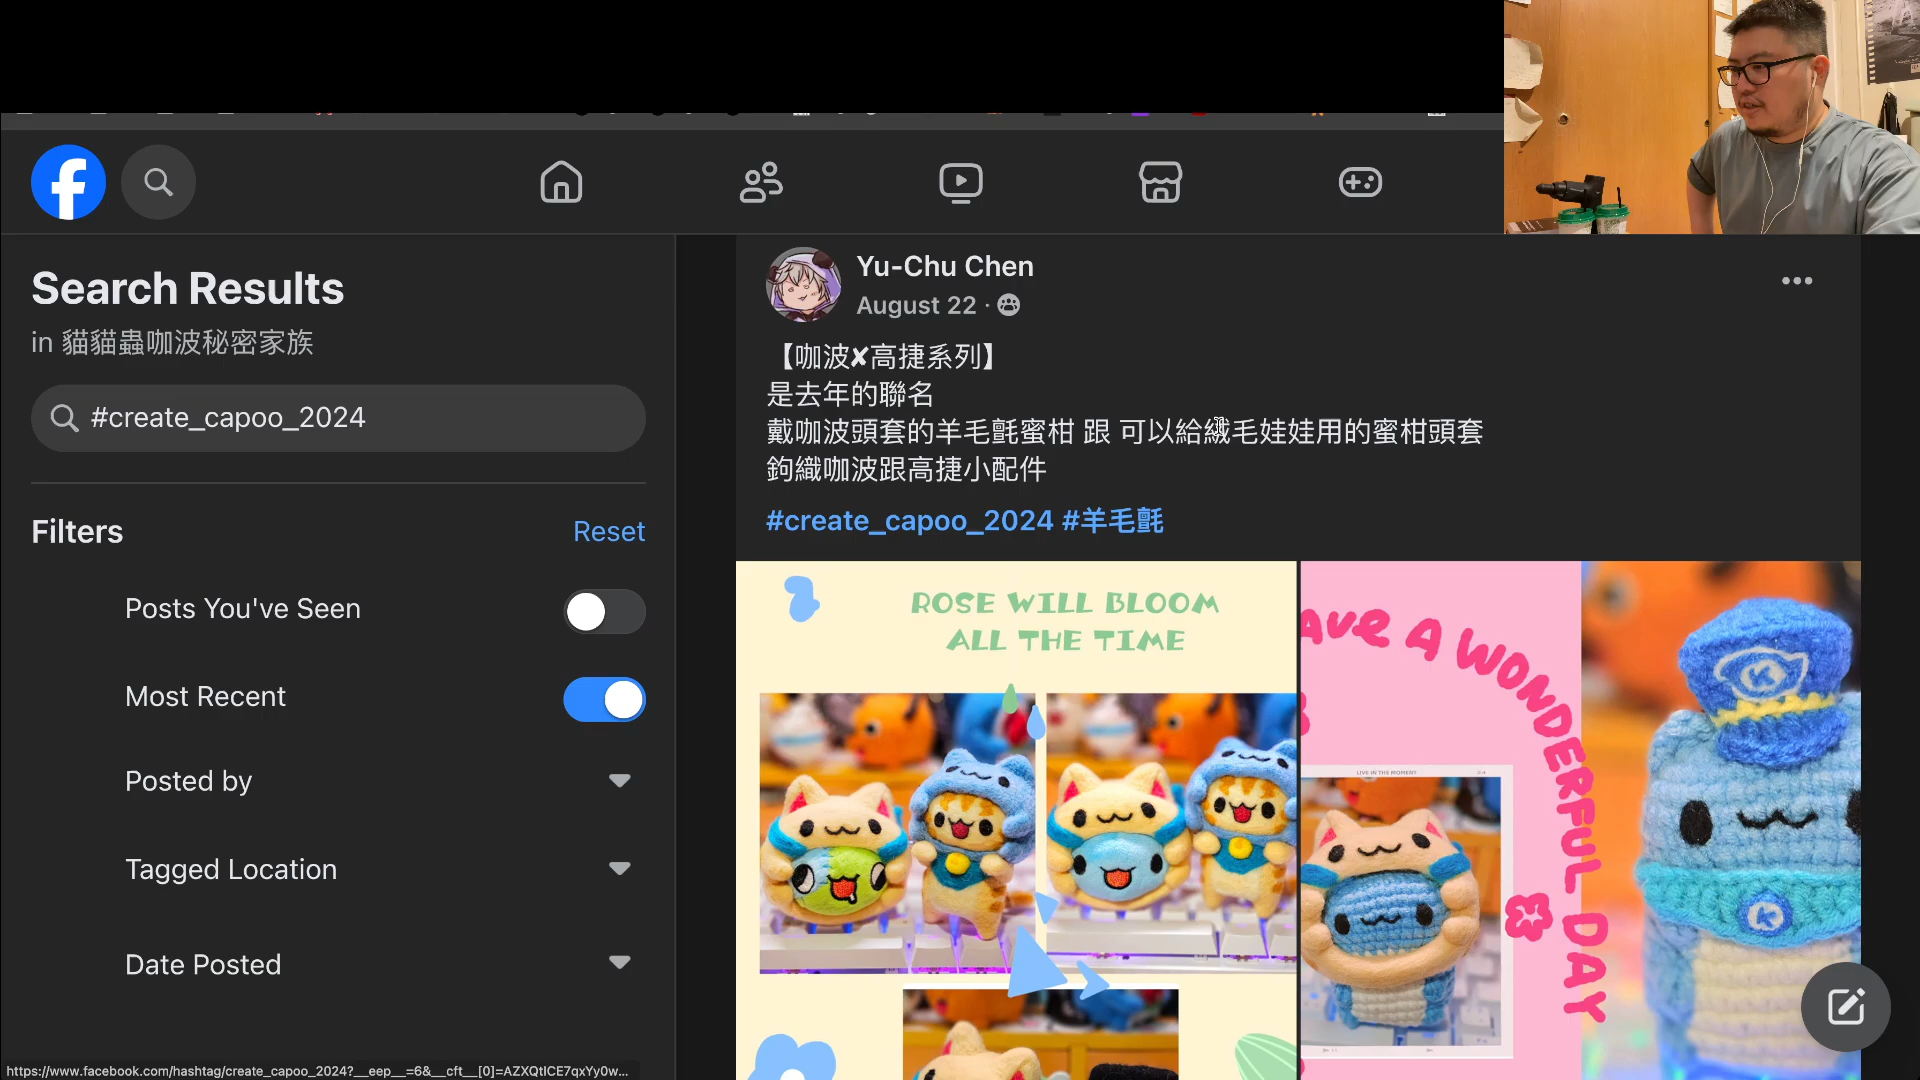 Search Results
in 貓貓蟲咖波秘密家族
#create_capoo_2024
Filters
Reset
Posts You've Seen
Most Recent
Posted by
Tagged Location
Date Posted
https://www.facebook.com/hashtag/create_capoo_2024?__eep__=6&__cft__[0]=AZXQtICE7qxYy0w...
Yu-Chu Chen
August 22 ·
【咖波✘高捷系列】
是去年的聯名
戴咖波頭套的羊毛氈蜜柑 跟 可以給纖毛娃娃用的蜜柑頭套
鉤織咖波跟高捷小配件
#create_capoo_2024 #羊毛氈
ROSE WILL BLOOM
ALL THE TIME
AVE A WONDERFUL DAY
LIVE IN THE MOMENT